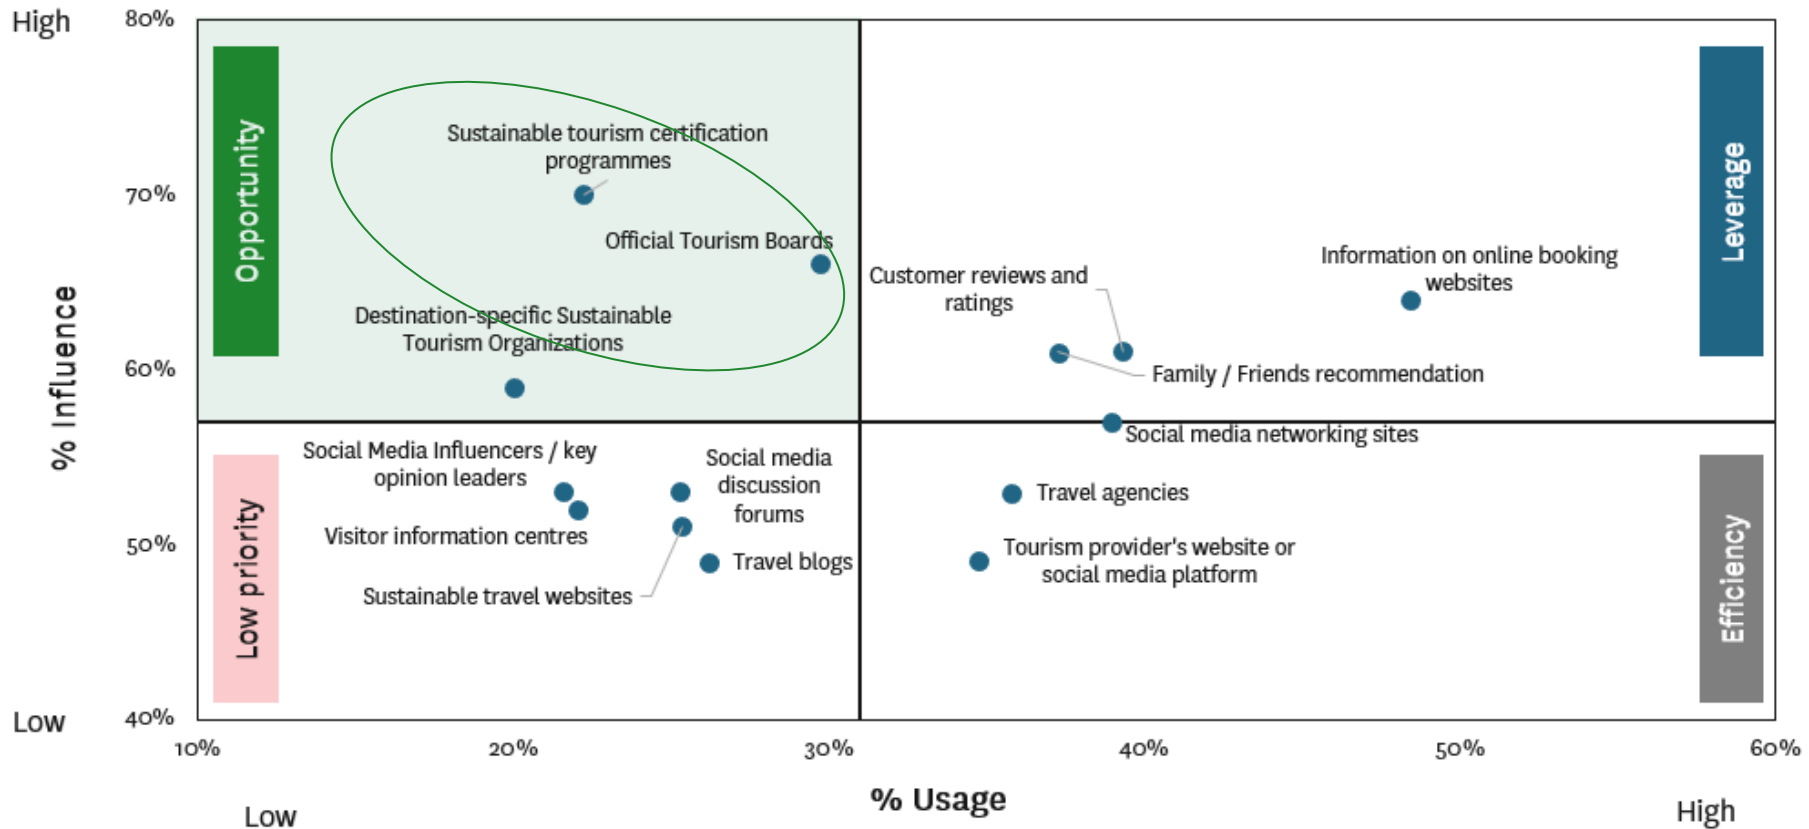 High
80%
Opportunity
Leverage
Sustainable tourism certification
programmes
70%
Official Tourism Boards
Information on online booking
websites
Customer reviews and
ratings
Destination-specific Sustainable
Tourism Organizations
60%
Family / Friends recommendation
% Influence
Social media networking sites
Social Media Influencers / key
opinion leaders
Social media
discussion
forums
Travel agencies
Low priority
Efficiency
Visitor information centres
50%
Tourism provider's website or
social media platform
Travel blogs
Sustainable travel websites
Low
40%
10%
20%
30%
40%
50%
60%
% Usage
Low
High